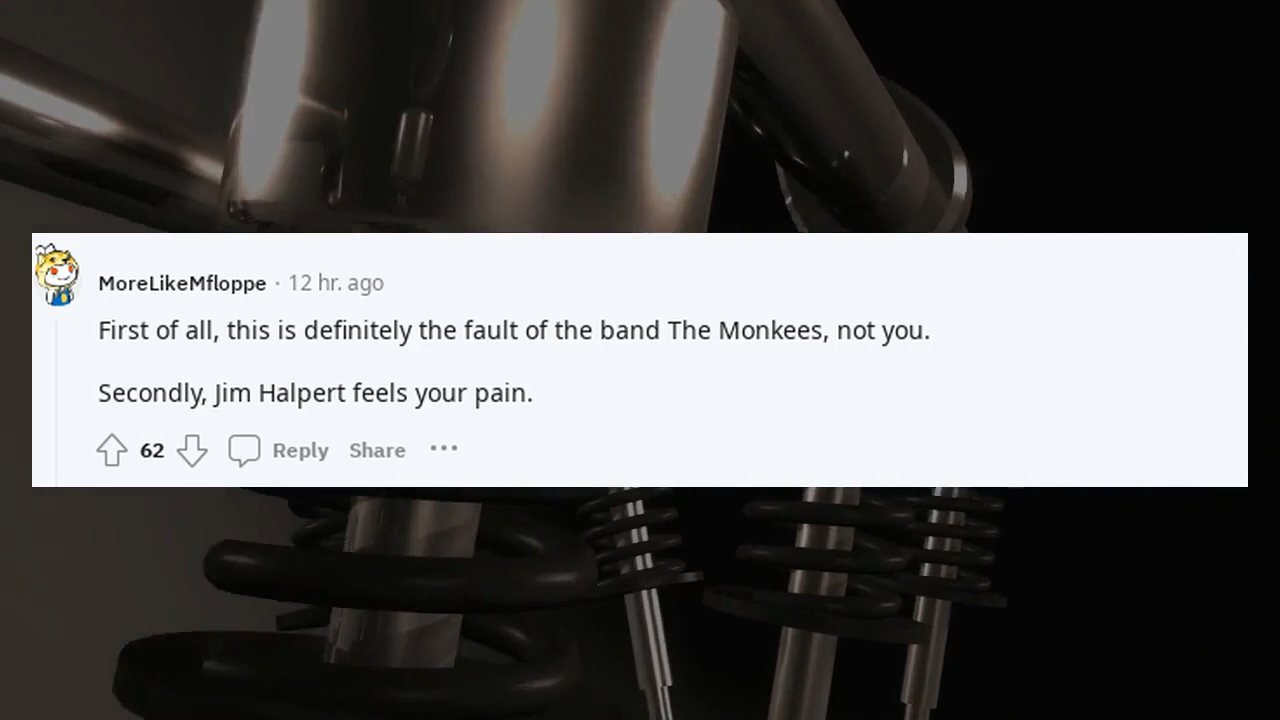 MoreLikeMfloppe · 12 hr. ago
First of all, this is definitely the fault of the band The Monkees, not you.
Secondly, Jim Halpert feels your pain.
62 Reply Share ···